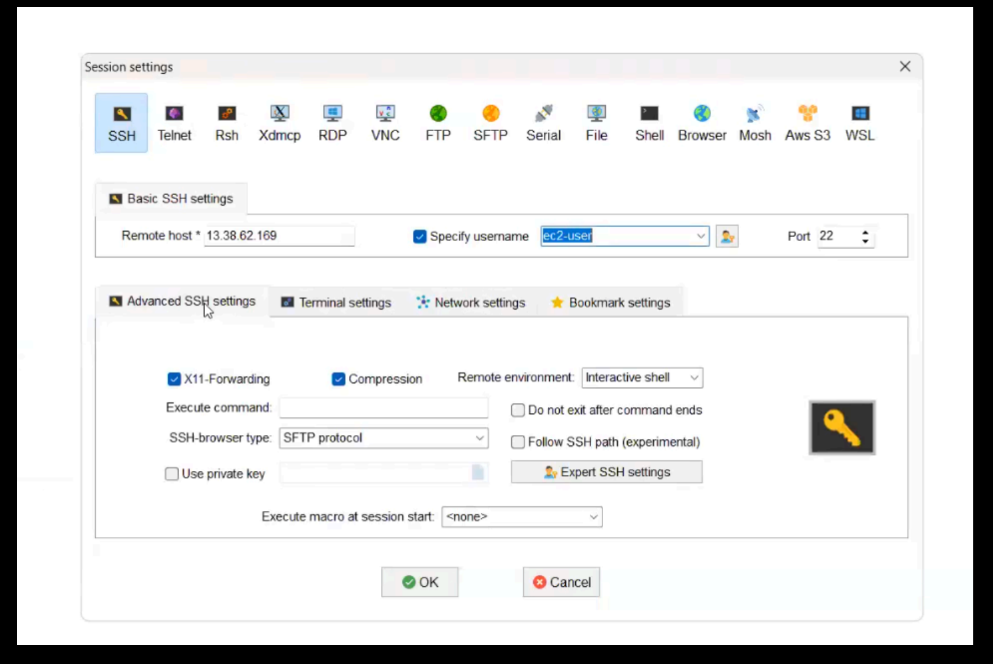 Session settings
SSH Telnet Rsh Xdmcp RDP VNC FTP SFTP Serial File Shell Browser Mosh Aws S3 WSL
Basic SSH settings
Remote host * 13.38.62.169 Specify username ec2-user Port 22
Advanced SSH settings Terminal settings Network settings Bookmark settings
X11-Forwarding Compression Remote environment: Interactive shell
Execute command: Do not exit after command ends
SSH-browser type: SFTP protocol Follow SSH path (experimental)
Use private key Expert SSH settings
Execute macro at session start: <none>
OK Cancel